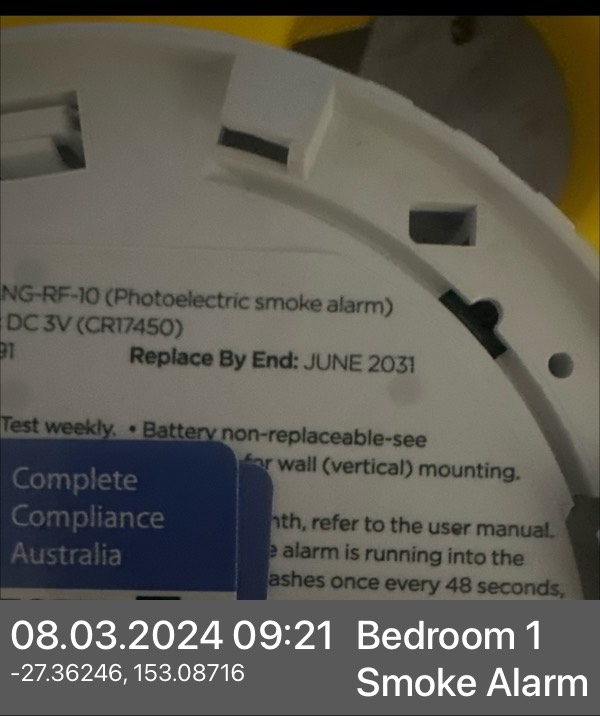 NG-RF-10 (Photoelectric smoke alarm)
DC 3V (CR17450)
91 Replace By End: JUNE 2031
Test weekly. • Battery non-replaceable-see
for wall (vertical) mounting.
Complete
Compliance
Australia
nth, refer to the user manual.
e alarm is running into the
ashes once every 48 seconds,
08.03.2024 09:21 Bedroom 1
-27.36246, 153.08716 Smoke Alarm